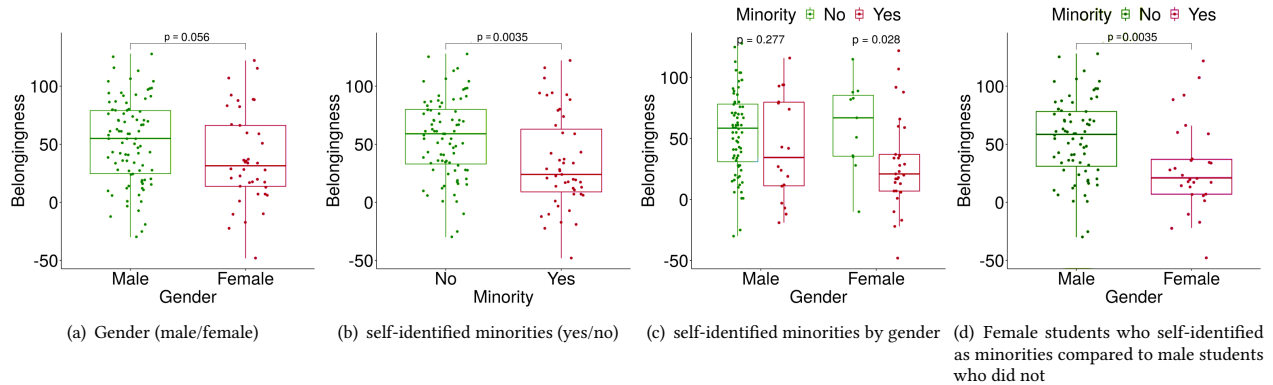 p = 0.056
100
50
0
-50
Belongingness
Male Female
Gender
(a) Gender (male/female)
p = 0.0035
100
50
0
-50
Belongingness
No Yes
Minority
(b) self-identified minorities (yes/no)
Minority No Yes
p = 0.277 p = 0.028
100
50
0
-50
Belongingness
Male Female
Gender
(c) self-identified minorities by gender
Minority No Yes
p =0.0035
100
50
0
-50
Belongingness
Male Female
Gender
(d) Female students who self-identified
as minorities compared to male students
who did not